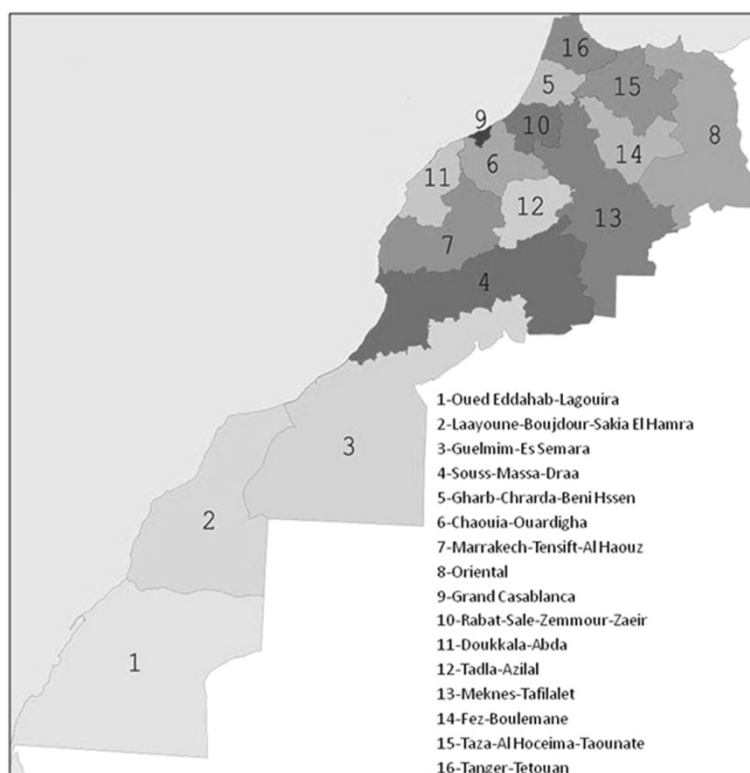 16
5
15
9
10
8
6
14
11
12
13
7
4
3
2
1
1-Oued Eddahab-Lagouira
2-Laayoune-Boujdour-Sakia El Hamra
3-Guelmim-Es Semara
4-Souss-Massa-Draa
5-Gharb-Chrarda-Beni Hssen
6-Chaouia-Ouardigha
7-Marrakech-Tensift-Al Haouz
8-Oriental
9-Grand Casablanca
10-Rabat-Sale-Zemmour-Zaeir
11-Doukkala-Abda
12-Tadla-Azilal
13-Meknes-Tafilalet
14-Fez-Boulemane
15-Taza-Al Hoceima-Taounate
16-Tanger-Tetouan